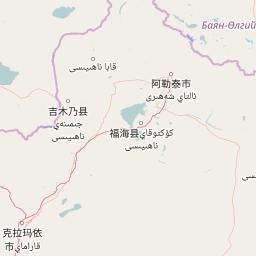 Баян-Өлгий
قابا ناھىيىسى
阿勒泰市
ئالتاي شەھىرى
吉木乃县
جىمىنەي
ناھىيىسى
福海县
كۆكتوقاي
ناھىيىسى
克拉玛依
市
قاراماي